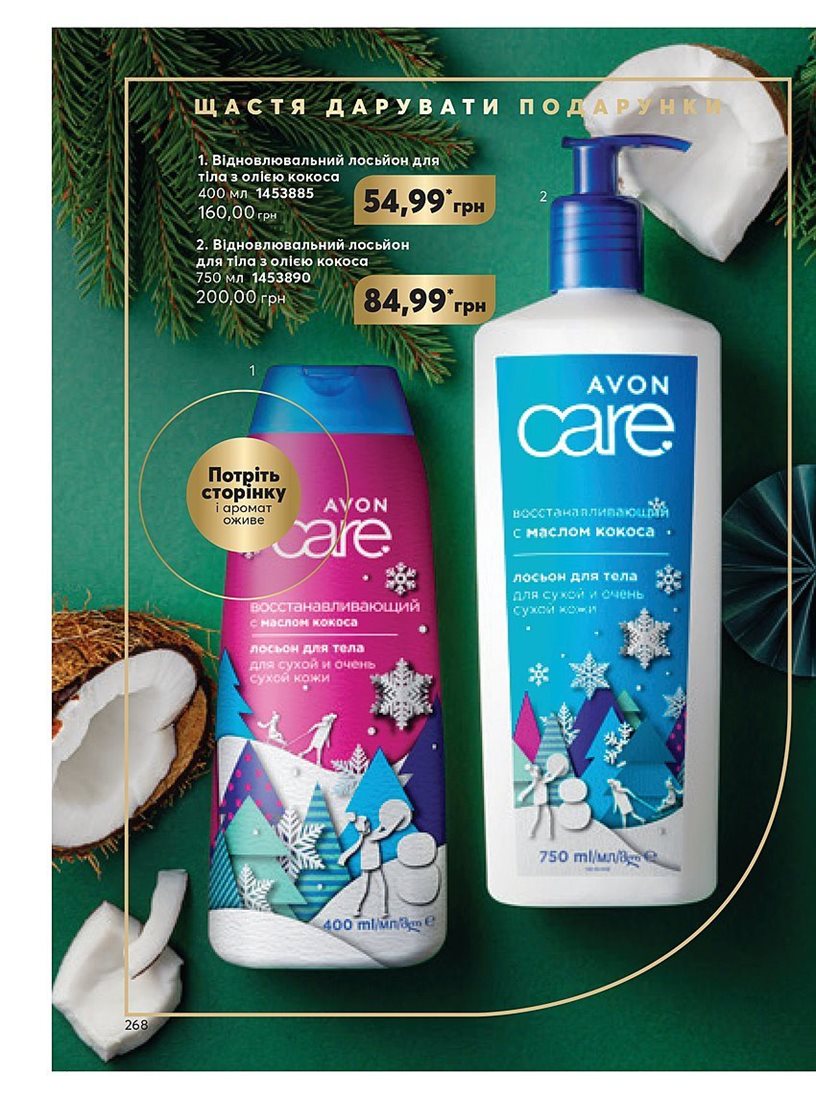 ЩАСТЯ ДАРУВАТИ ПОДАРУНКИ
1. Відновлювальний лосьйон для
тіла з олією кокоса
400 мл 1453885
160,00 грн
54,99* грн
2. Відновлювальний лосьйон
для тіла з олією кокоса
750 мл 1453890
200,00 грн
84,99* грн
2
1
Потріть
сторінку
і аромат
оживе
AVON
care
восстанавливающий
с маслом кокоса
лосьон для тела
для сухой и очень
сухой кожи
400 ml/мл/მლ e
AVON
care
восстанавливающий
с маслом кокоса
лосьон для тела
для сухой и очень
сухой кожи
750 ml/мл/მლ e
268